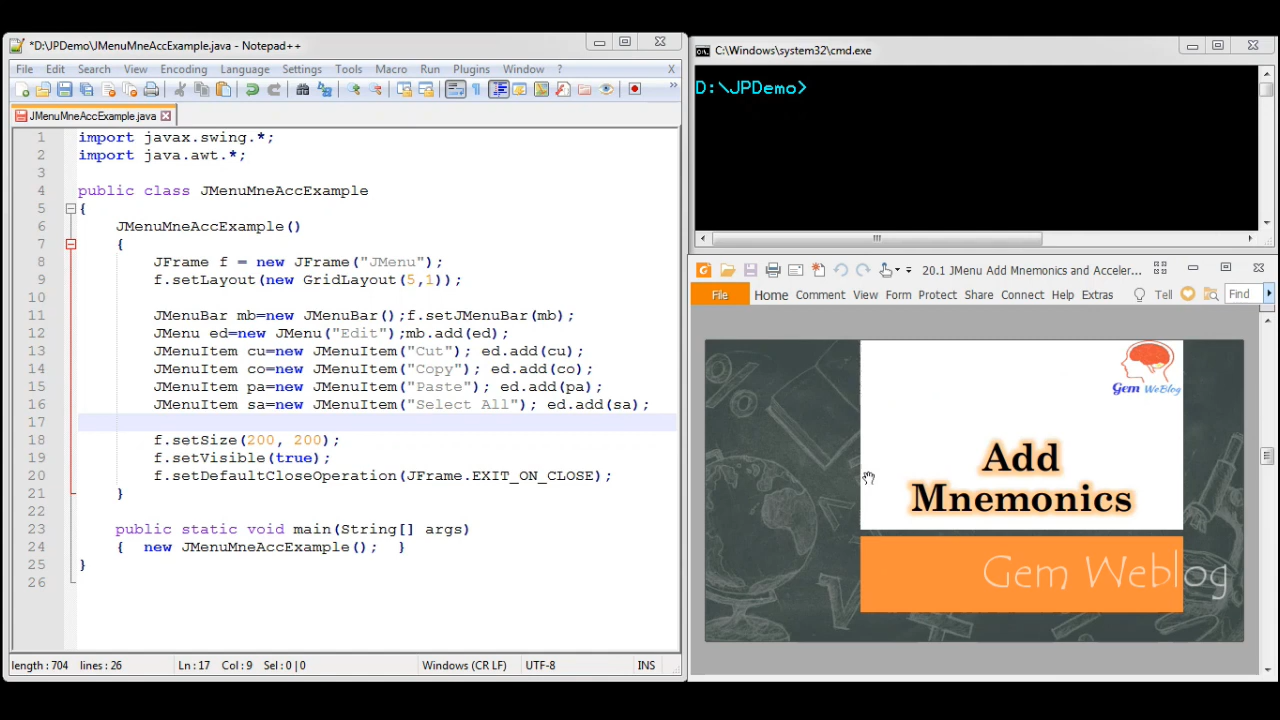 *D:\JPDemo\JMenuMneAccExample.java - Notepad++
File Edit Search View Encoding Language Settings Tools Macro Run Plugins Window ? X
JMenuMneAccExample.java
1 import javax.swing.*;
2 import java.awt.*;
3
4 public class JMenuMneAccExample
5 {
6 JMenuMneAccExample()
7 {
8 JFrame f = new JFrame("JMenu");
9 f.setLayout(new GridLayout(5,1));
10
11 JMenuBar mb=new JMenuBar();f.setJMenuBar(mb);
12 JMenu ed=new JMenu("Edit");mb.add(ed);
13 JMenuItem cu=new JMenuItem("Cut"); ed.add(cu);
14 JMenuItem co=new JMenuItem("Copy"); ed.add(co);
15 JMenuItem pa=new JMenuItem("Paste"); ed.add(pa);
16 JMenuItem sa=new JMenuItem("Select All"); ed.add(sa);
17
18 f.setSize(200, 200);
19 f.setVisible(true);
20 f.setDefaultCloseOperation(JFrame.EXIT_ON_CLOSE);
21 }
22
23 public static void main(String[] args)
24 { new JMenuMneAccExample(); }
25 }
26
length : 704 lines : 26 Ln : 17 Col : 9 Sel : 0 | 0 Windows (CR LF) UTF-8 INS
C:\Windows\system32\cmd.exe
D:\JPDemo>
20.1 JMenu Add Mnemonics and Acceler...
File Home Comment View Form Protect Share Connect Help Extras Tell Find
Gem WeBlog
Add
Mnemonics
Gem Weblog